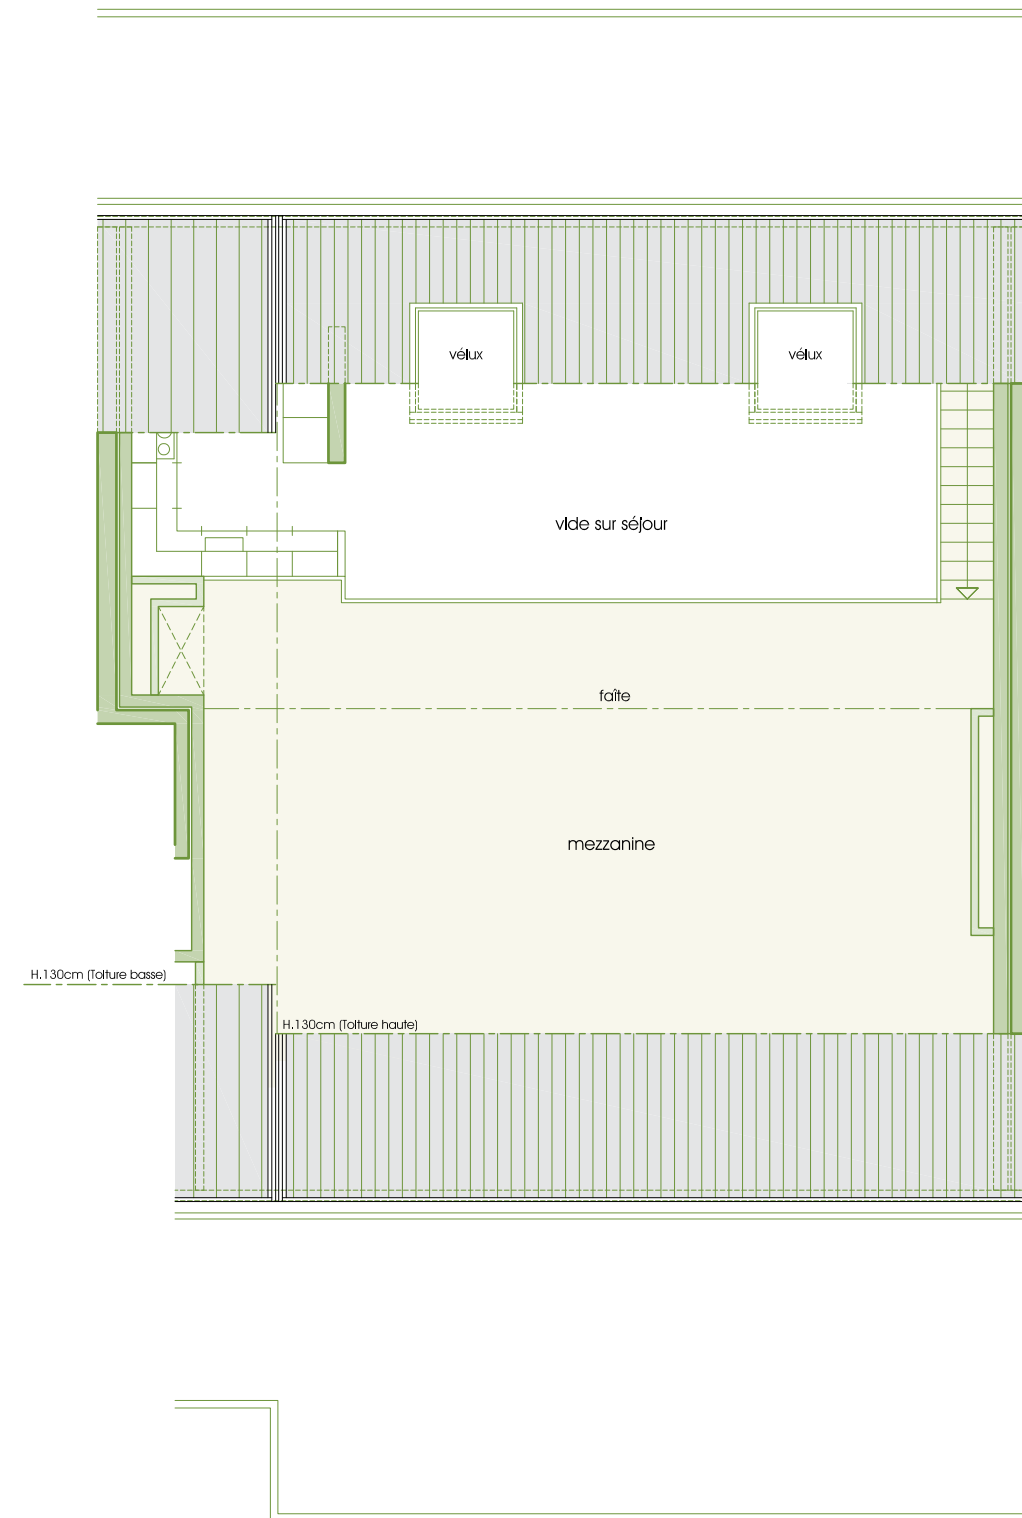 vélux
vélux
vide sur séjour
faîte
mezzanine
H.130cm (Toiture basse)
H.130cm (Toiture haute)